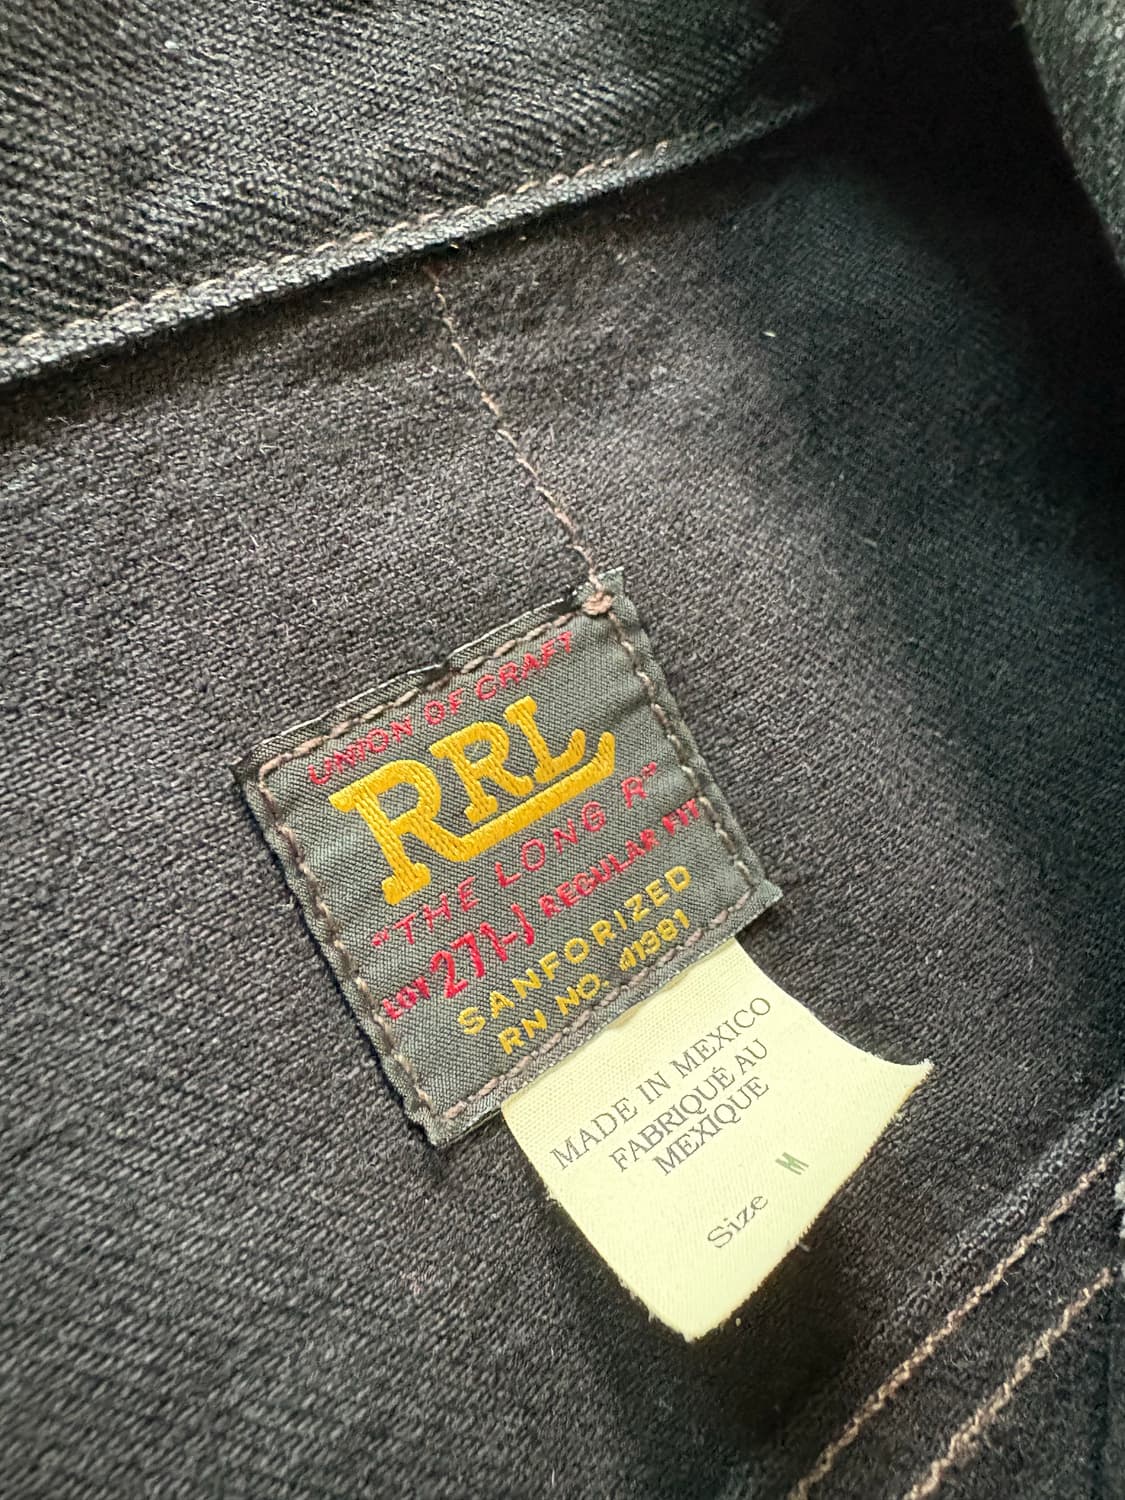 UNION OF CRAFT
RRL
"THE LONG R"
LOT 271-J REGULAR FIT
SANFORIZED
RN NO. 41381
MADE IN MEXICO
FABRIQUÉ AU
MEXIQUE
Size M